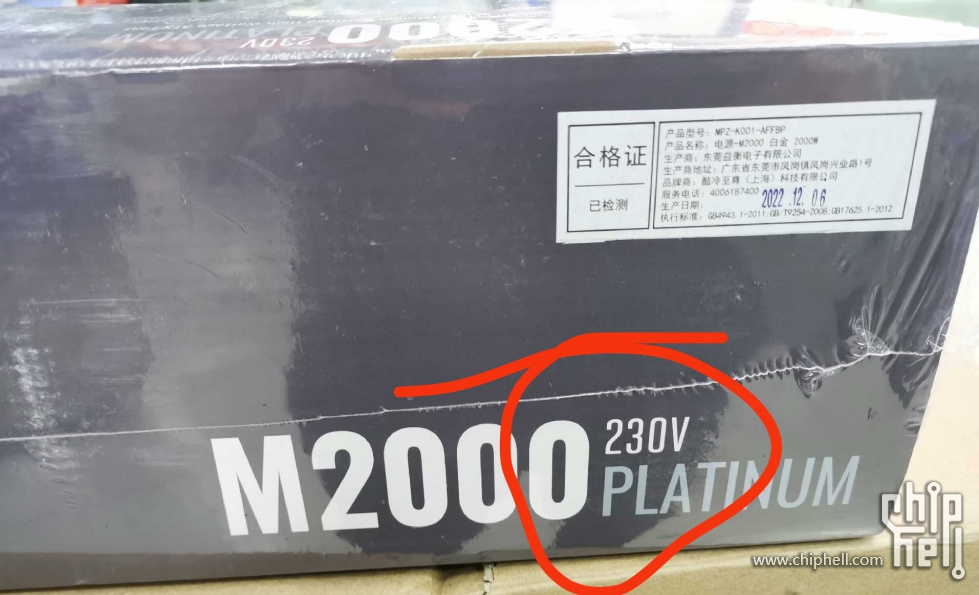 230V
PLATINUM
合格证
已检测
产品型号：MPZ-K001-AFFBP
产品名称：电源-M2000 白金 2000W
生产商：东莞益衡电子有限公司
生产商地址：广东省东莞市凤岗镇凤岗兴业路1号
品牌商：酷冷至尊（上海）科技有限公司
服务电话：4006187400
生产日期：2022.12.06
执行标准：GB4943.1-2011,GB/T9254-2008,GB17625.1-2012
M2000 230V
PLATINUM
www.chiphell.com
chip
hell